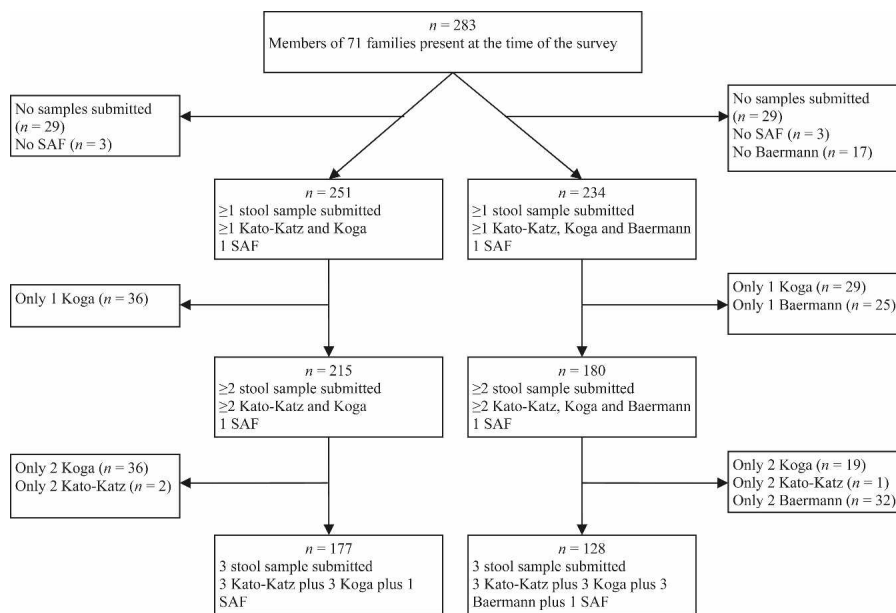 n = 283
Members of 71 families present at the time of the survey
No samples submitted
(n = 29)
No SAF (n = 3)
No samples submitted
(n = 29)
No SAF (n = 3)
No Baermann (n = 17)
n = 251
≥1 stool sample submitted
≥1 Kato-Katz and Koga
1 SAF
n = 234
≥1 stool sample submitted
≥1 Kato-Katz, Koga and Baermann
1 SAF
Only 1 Koga (n = 36)
Only 1 Koga (n = 29)
Only 1 Baermann (n = 25)
n = 215
≥2 stool sample submitted
≥2 Kato-Katz and Koga
1 SAF
n = 180
≥2 stool sample submitted
≥2 Kato-Katz, Koga and Baermann
1 SAF
Only 2 Koga (n = 36)
Only 2 Kato-Katz (n = 2)
Only 2 Koga (n = 19)
Only 2 Kato-Katz (n = 1)
Only 2 Baermann (n = 32)
n = 177
3 stool sample submitted
3 Kato-Katz plus 3 Koga plus 1
SAF
n = 128
3 stool sample submitted
3 Kato-Katz plus 3 Koga plus 3
Baermann plus 1 SAF